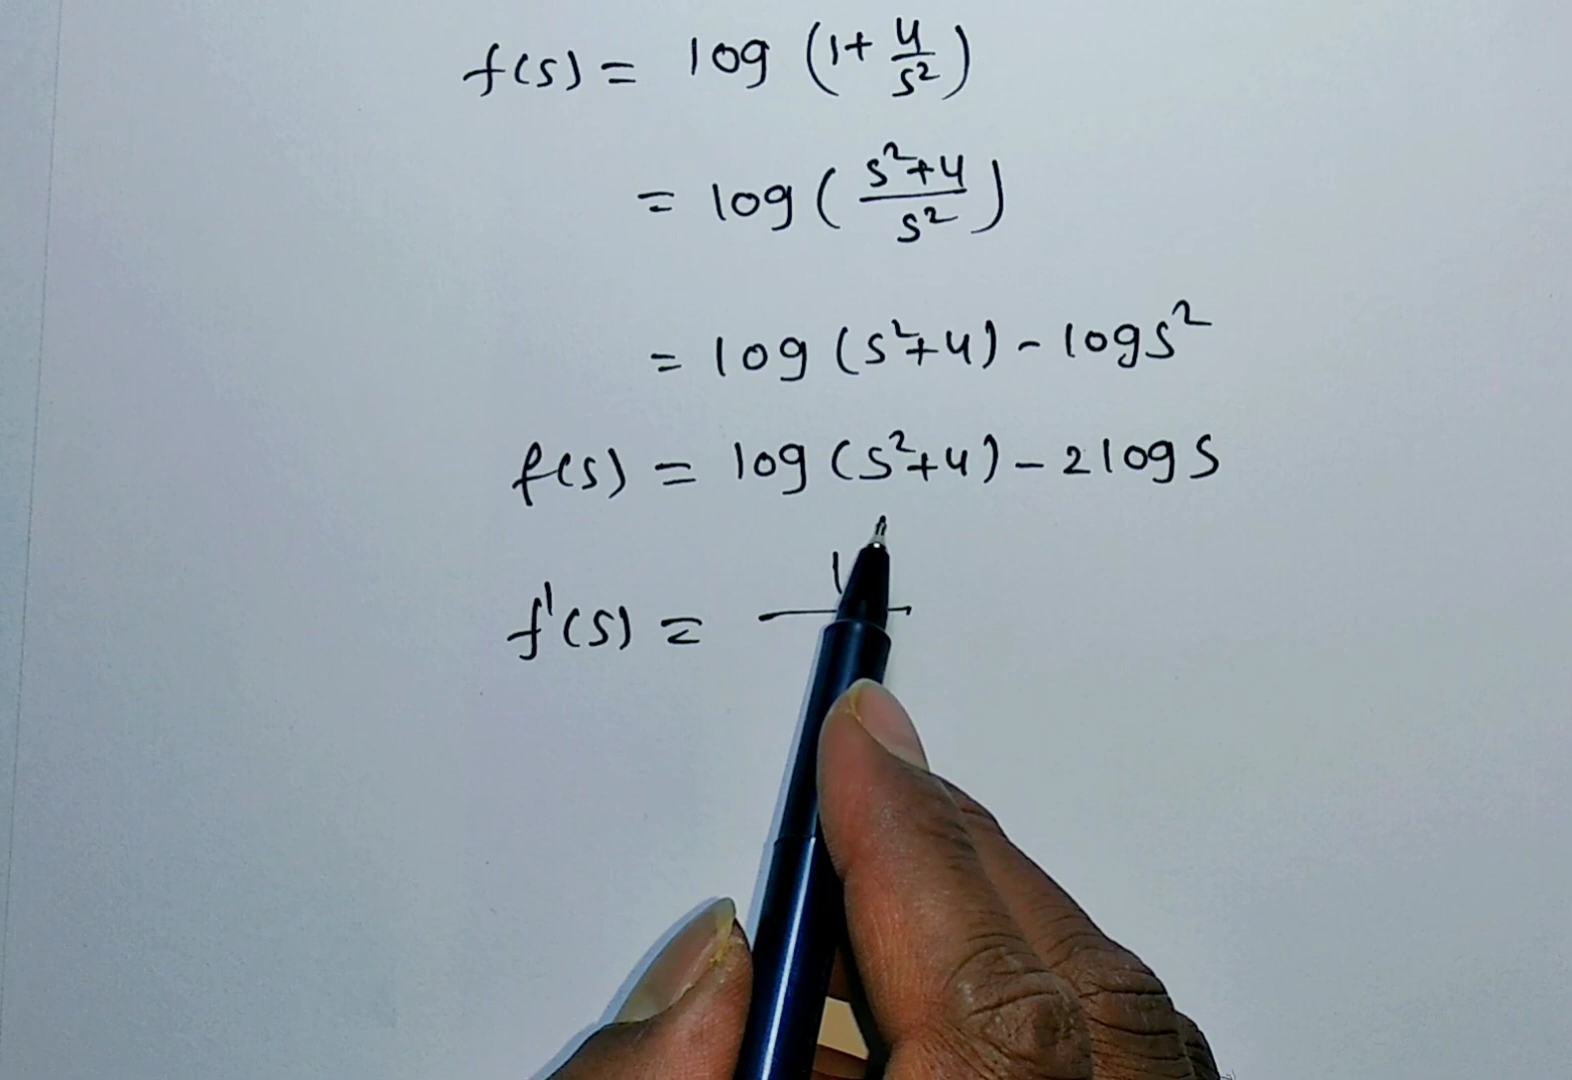 f(s) = log (1 + 4/s²)
= log ( (s²+4)/s² )
= log (s²+4) - log s²
f(s) = log (s²+4) - 2 log s
f'(s) = 1/